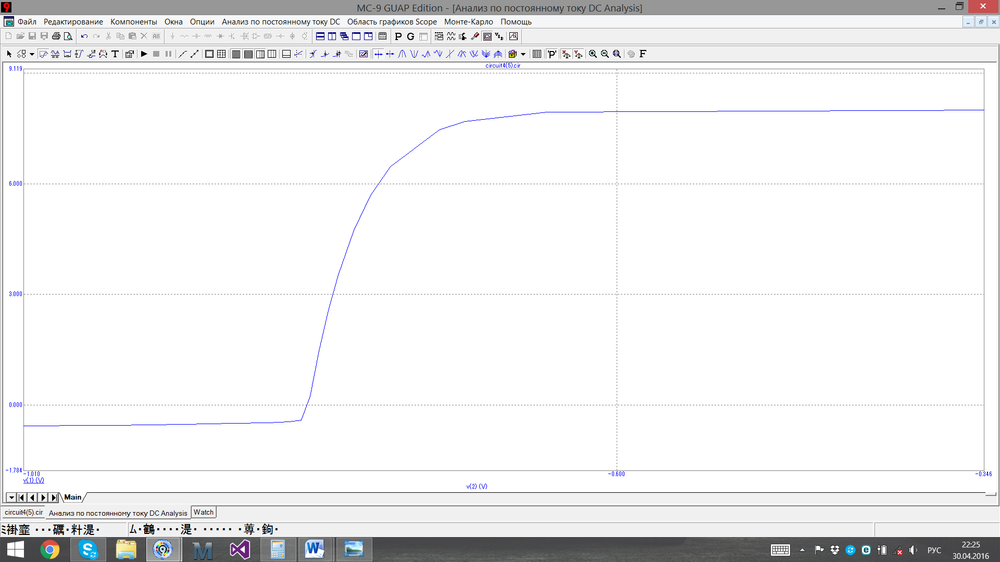 MC-9 GUAP Edition - [Анализ по постоянному току DC Analysis]
Файл Редактирование Компоненты Окна Опции Анализ по постоянному току DC Область графиков Scope Монте-Карло Помощь
circuit4(5).cir
9.119
6.000
3.000
0.000
-1.784
-1.010 -0.600 -0.346
v(1) (V)
v(2) (V)
Main
circuit4(5).cir Анализ по постоянному току DC Analysis Watch
22:25
РУС
30.04.2016